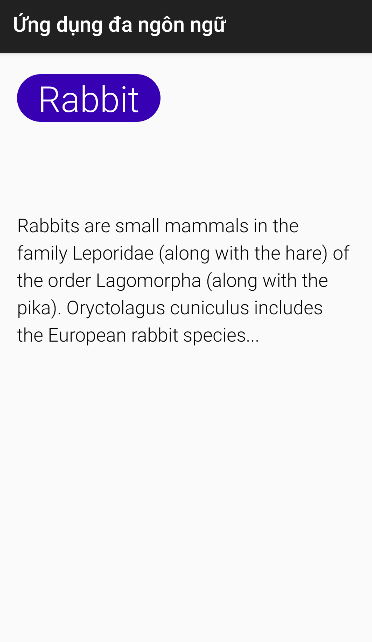 Ứng dụng đa ngôn ngữ
Rabbit
Rabbits are small mammals in the
family Leporidae (along with the hare) of
the order Lagomorpha (along with the
pika). Oryctolagus cuniculus includes
the European rabbit species...